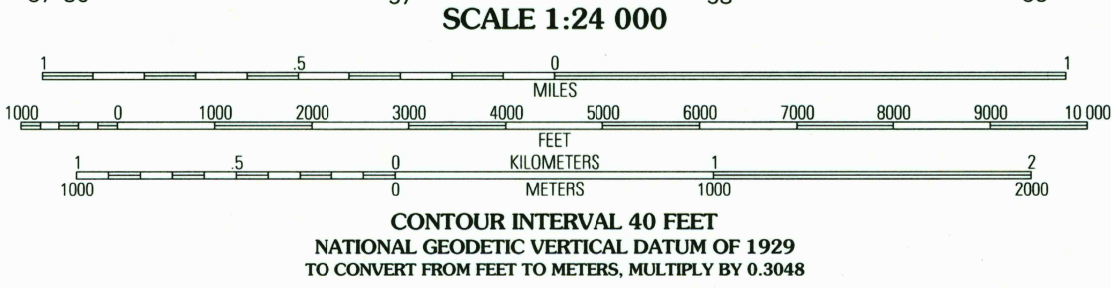 SCALE 1:24 000
1 .5 0 1
MILES
1000 0 1000 2000 3000 4000 5000 6000 7000 8000 9000 10 000
FEET
1 .5 0 KILOMETERS 1 2
1000 0 METERS 1000 2000
CONTOUR INTERVAL 40 FEET
NATIONAL GEODETIC VERTICAL DATUM OF 1929
TO CONVERT FROM FEET TO METERS, MULTIPLY BY 0.3048